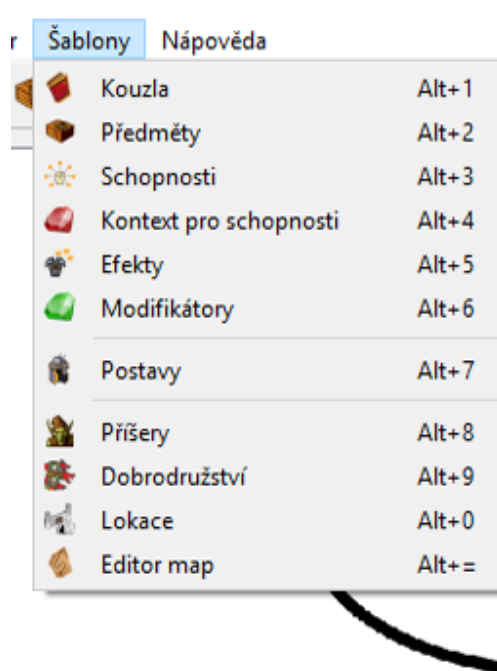 r Šablony Nápověda
Kouzla Alt+1
Předměty Alt+2
Schopnosti Alt+3
Kontext pro schopnosti Alt+4
Efekty Alt+5
Modifikátory Alt+6
Postavy Alt+7
Příšery Alt+8
Dobrodružství Alt+9
Lokace Alt+0
Editor map Alt+=